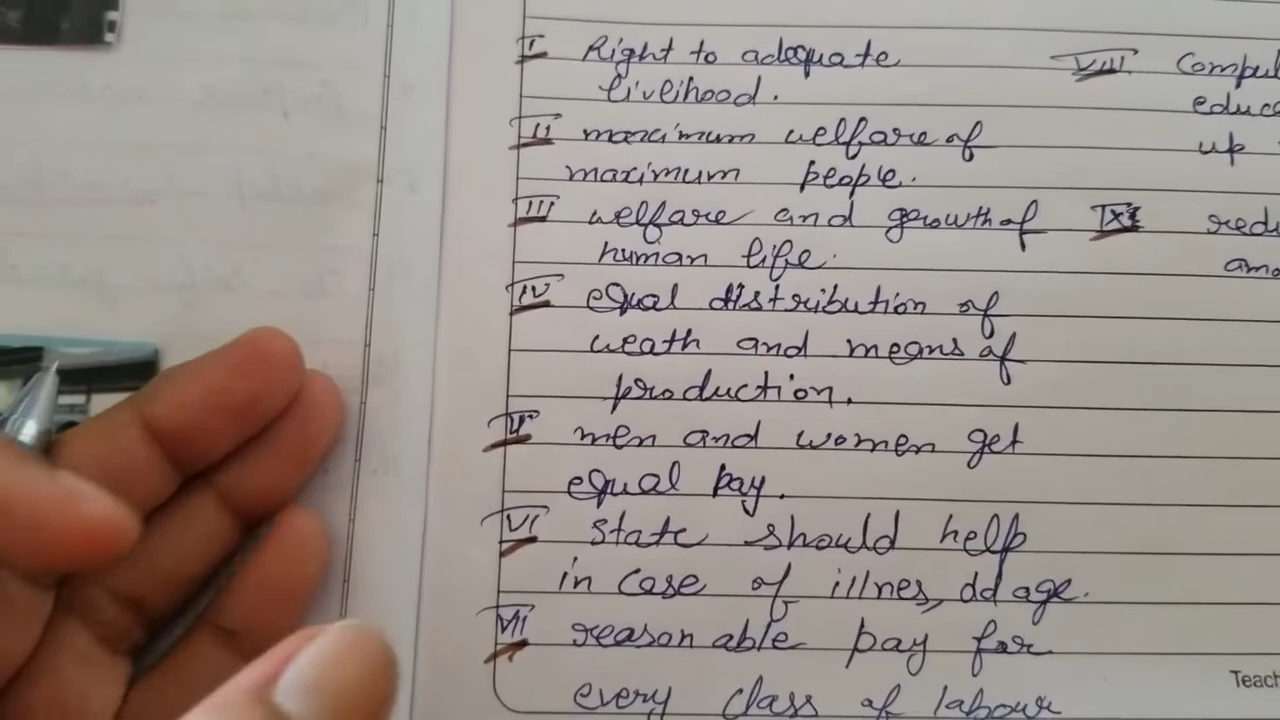 I Right to adequate
livelihood.
II maximum welfare of
maximum people.
III welfare and growth of
human life.
IV equal distribution of
weath and means of
production.
V men and women get
equal pay.
VI state should help
in case of illnes, old age.
VII reasonable pay for
every class of labour
VIII. Compul
educa
up
IX redu
amo
Teach